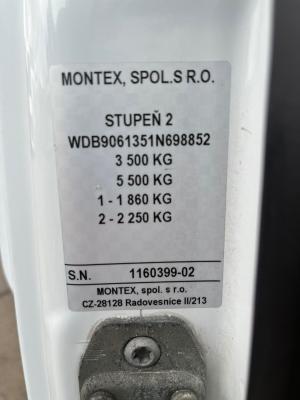 MONTEX, SPOL.S R.O.
STUPEŇ 2
WDB9061351N698852
3 500 KG
5 500 KG
1 - 1 860 KG
2 - 2 250 KG
S.N. 1160399-02
MONTEX, spol. s r.o.
CZ-28128 Radovesnice II/213